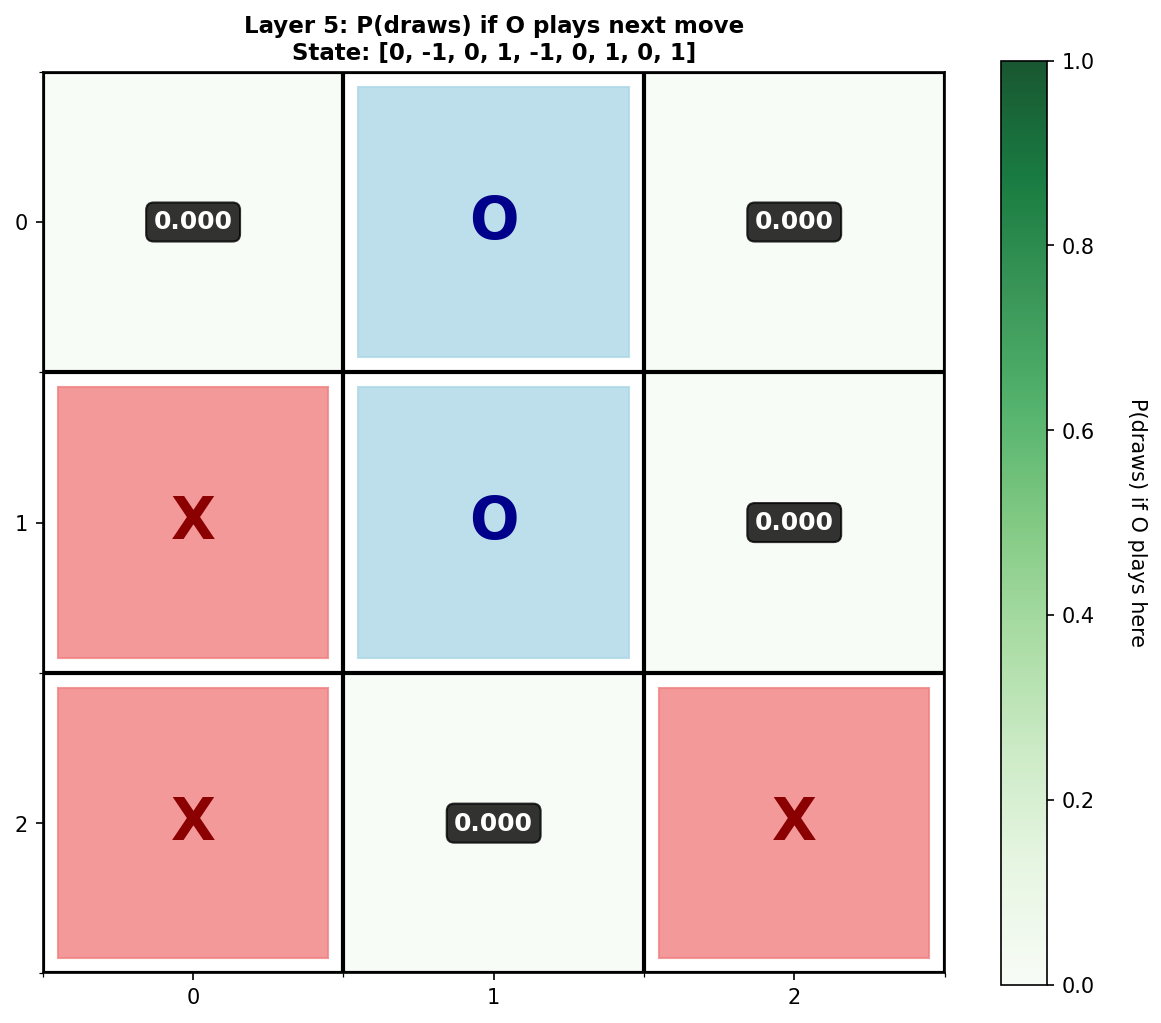 Layer 5: P(draws) if O plays next move
State: [0, -1, 0, 1, -1, 0, 1, 0, 1]
0.000 O 0.000
X O 0.000
X 0.000 X
0
1
2
0 1 2
1.0
0.8
0.6
0.4
0.2
0.0
P(draws) if O plays here